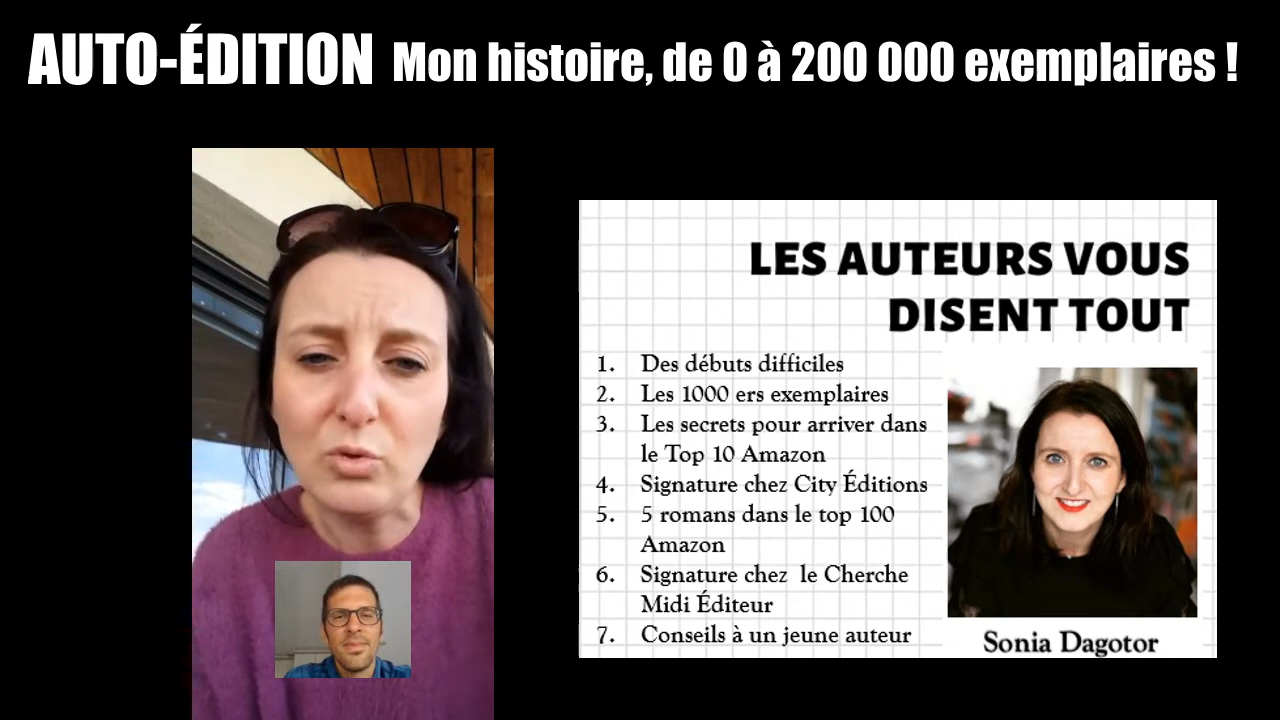 AUTO-ÉDITION Mon histoire, de 0 à 200 000 exemplaires !
LES AUTEURS VOUS
DISENT TOUT
1. Des débuts difficiles
2. Les 1000 ers exemplaires
3. Les secrets pour arriver dans
le Top 10 Amazon
4. Signature chez City Éditions
5. 5 romans dans le top 100
Amazon
6. Signature chez le Cherche
Midi Éditeur
7. Conseils à un jeune auteur
Sonia Dagotor